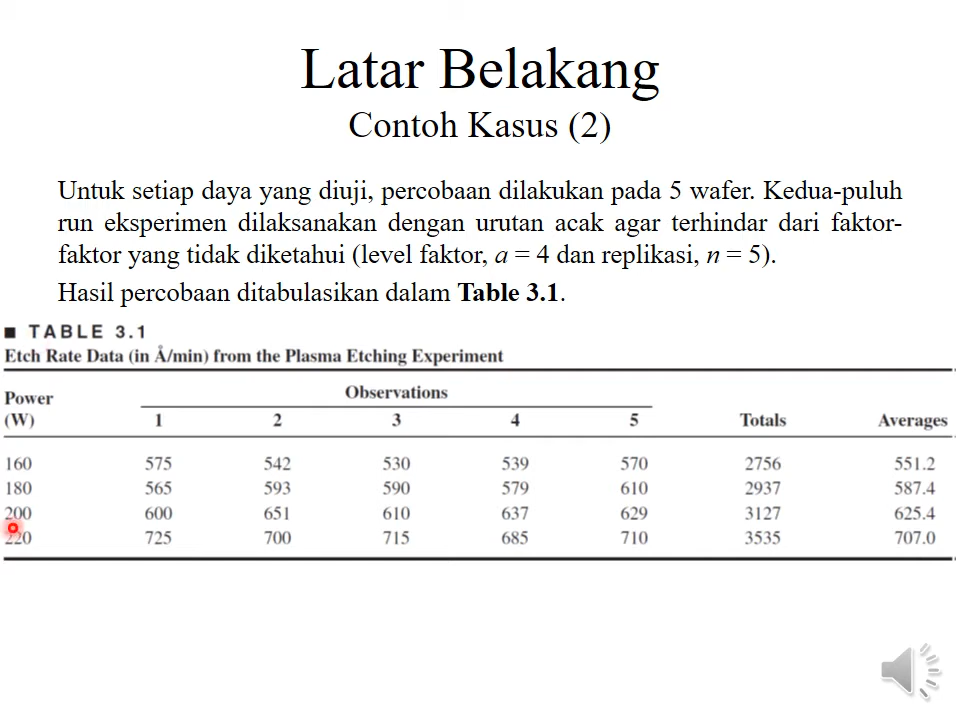 Latar Belakang
Contoh Kasus (2)
Untuk setiap daya yang diuji, percobaan dilakukan pada 5 wafer. Kedua-puluh
run eksperimen dilaksanakan dengan urutan acak agar terhindar dari faktor-
faktor yang tidak diketahui (level faktor, a = 4 dan replikasi, n = 5).
Hasil percobaan ditabulasikan dalam Table 3.1.
■ TABLE 3.1
Etch Rate Data (in Å/min) from the Plasma Etching Experiment
Power Observations
(W) 1 2 3 4 5 Totals Averages
160 575 542 530 539 570 2756 551.2
180 565 593 590 579 610 2937 587.4
200 600 651 610 637 629 3127 625.4
220 725 700 715 685 710 3535 707.0